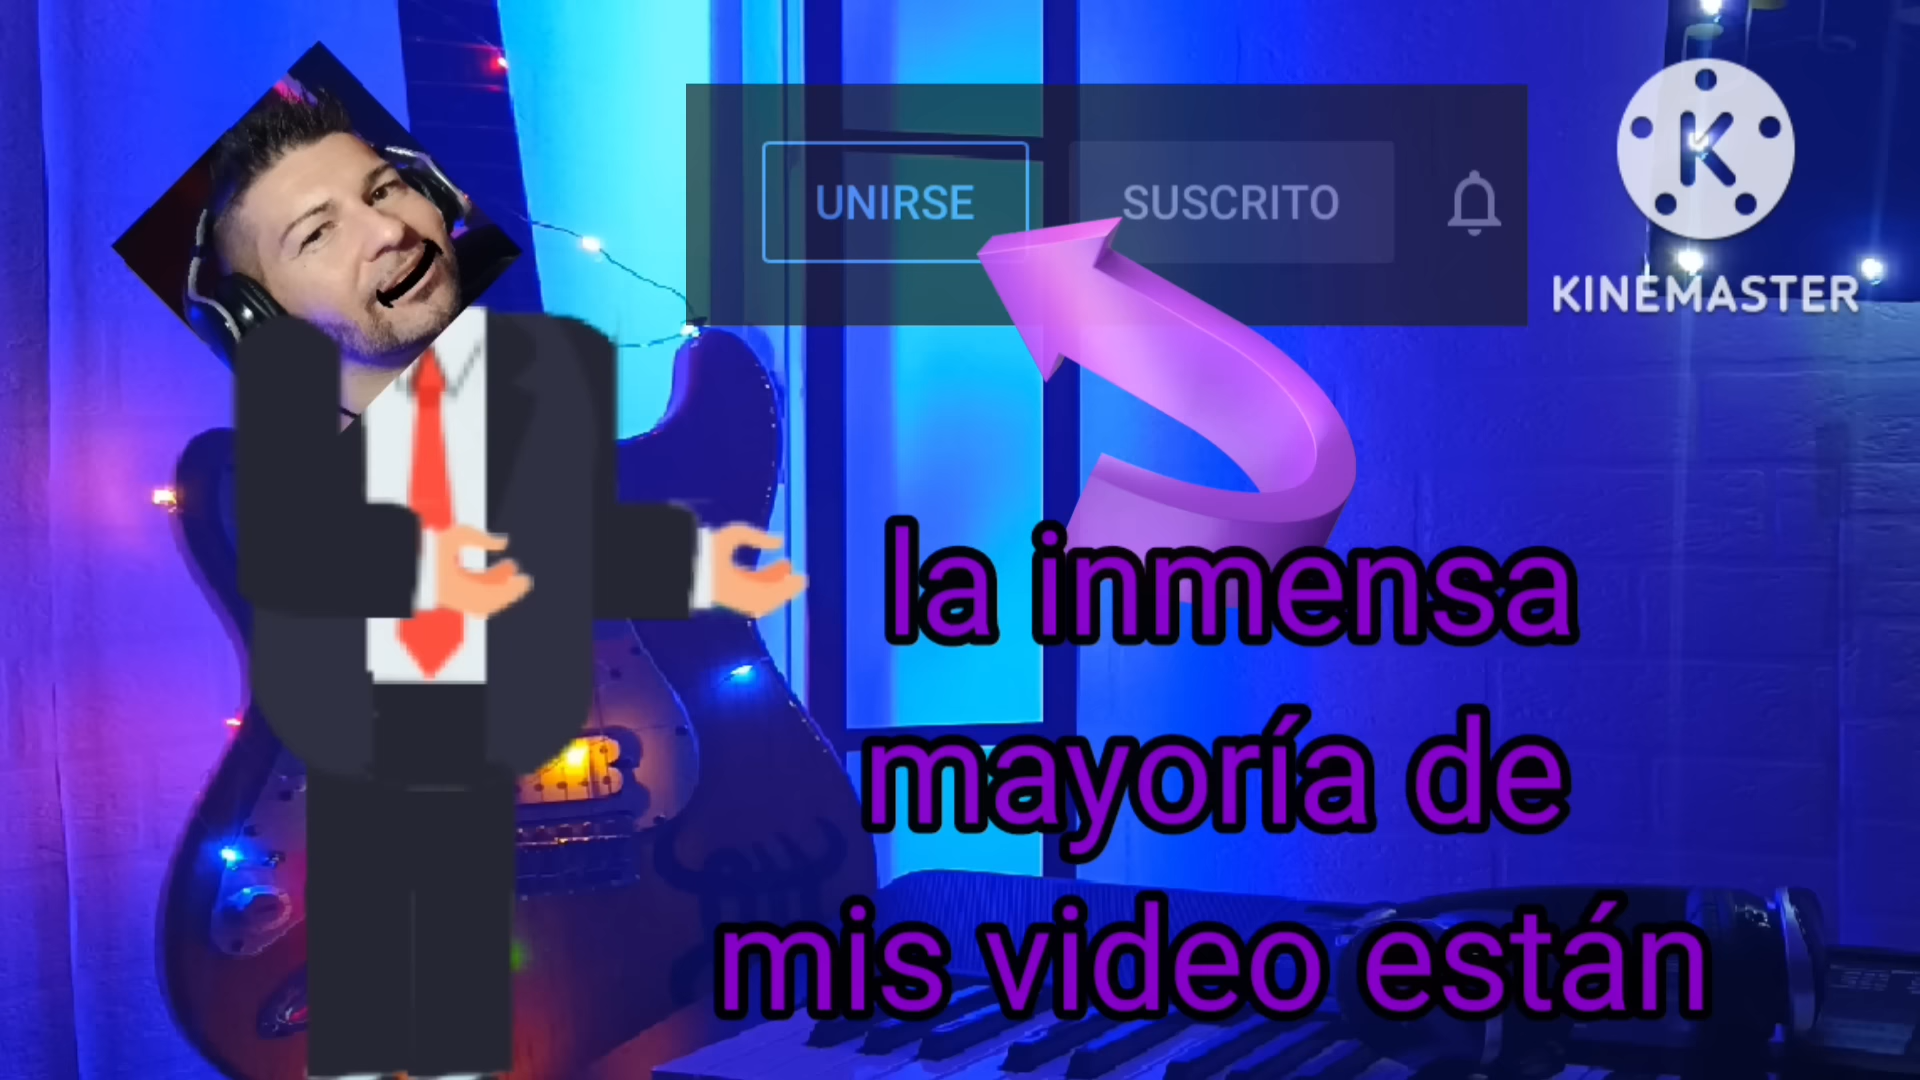 UNIRSE
SUSCRITO
K
KINEMASTER
la inmensa
mayoría de
mis video están